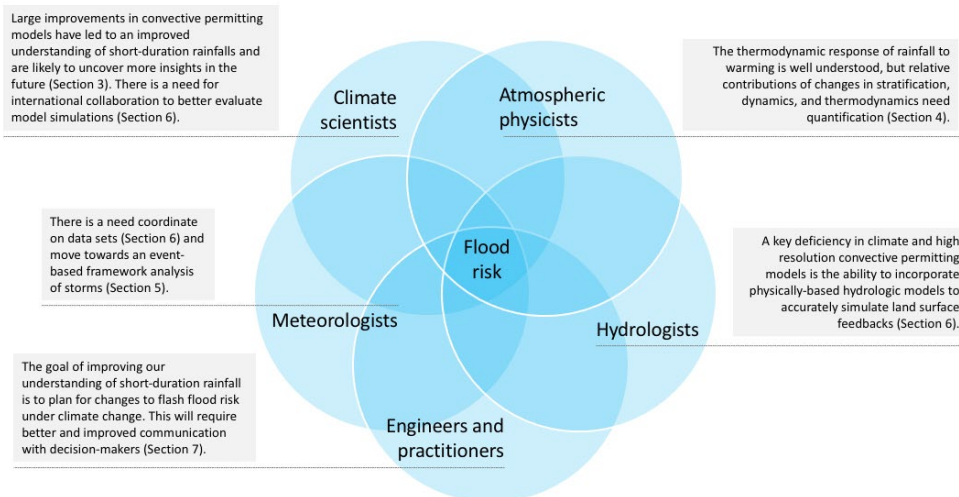 Large improvements in convective permitting
models have led to an improved
understanding of short-duration rainfalls and
are likely to uncover more insights in the
future (Section 3). There is a need for
international collaboration to better evaluate
model simulations (Section 6).
Climate
scientists
Atmospheric
physicists
The thermodynamic response of rainfall to
warming is well understood, but relative
contributions of changes in stratification,
dynamics, and thermodynamics need
quantification (Section 4).
There is a need coordinate
on data sets (Section 6) and
move towards an event-
based framework analysis
of storms (Section 5).
Meteorologists
Flood
risk
Hydrologists
A key deficiency in climate and high
resolution convective permitting
models is the ability to incorporate
physically-based hydrologic models to
accurately simulate land surface
feedbacks (Section 6).
The goal of improving our
understanding of short-duration rainfall
is to plan for changes to flash flood risk
under climate change. This will require
better and improved communication
with decision-makers (Section 7).
Engineers and
practitioners